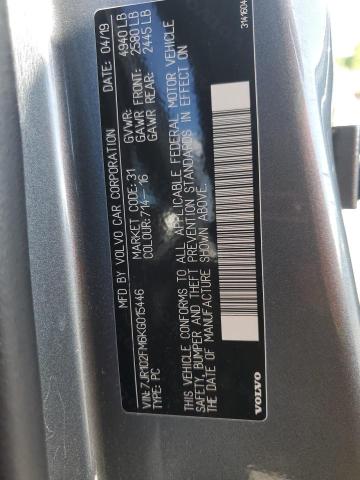 MFD BY VOLVO CAR CORPORATION DATE: 04/19
GVWR: 4940 LB
MARKET CODE: 31 GAWR FRONT: 2580 LB
COLOUR: 714- 16 GAWR REAR: 2445 LB
VIN: 7JR102FM6KG015446
TYPE: PC
THIS VEHICLE CONFORMS TO ALL APPLICABLE FEDERAL MOTOR VEHICLE
SAFETY, BUMPER AND THEFT PREVENTION STANDARDS IN EFFECT ON
THE DATE OF MANUFACTURE SHOWN ABOVE.
VOLVO
3141604